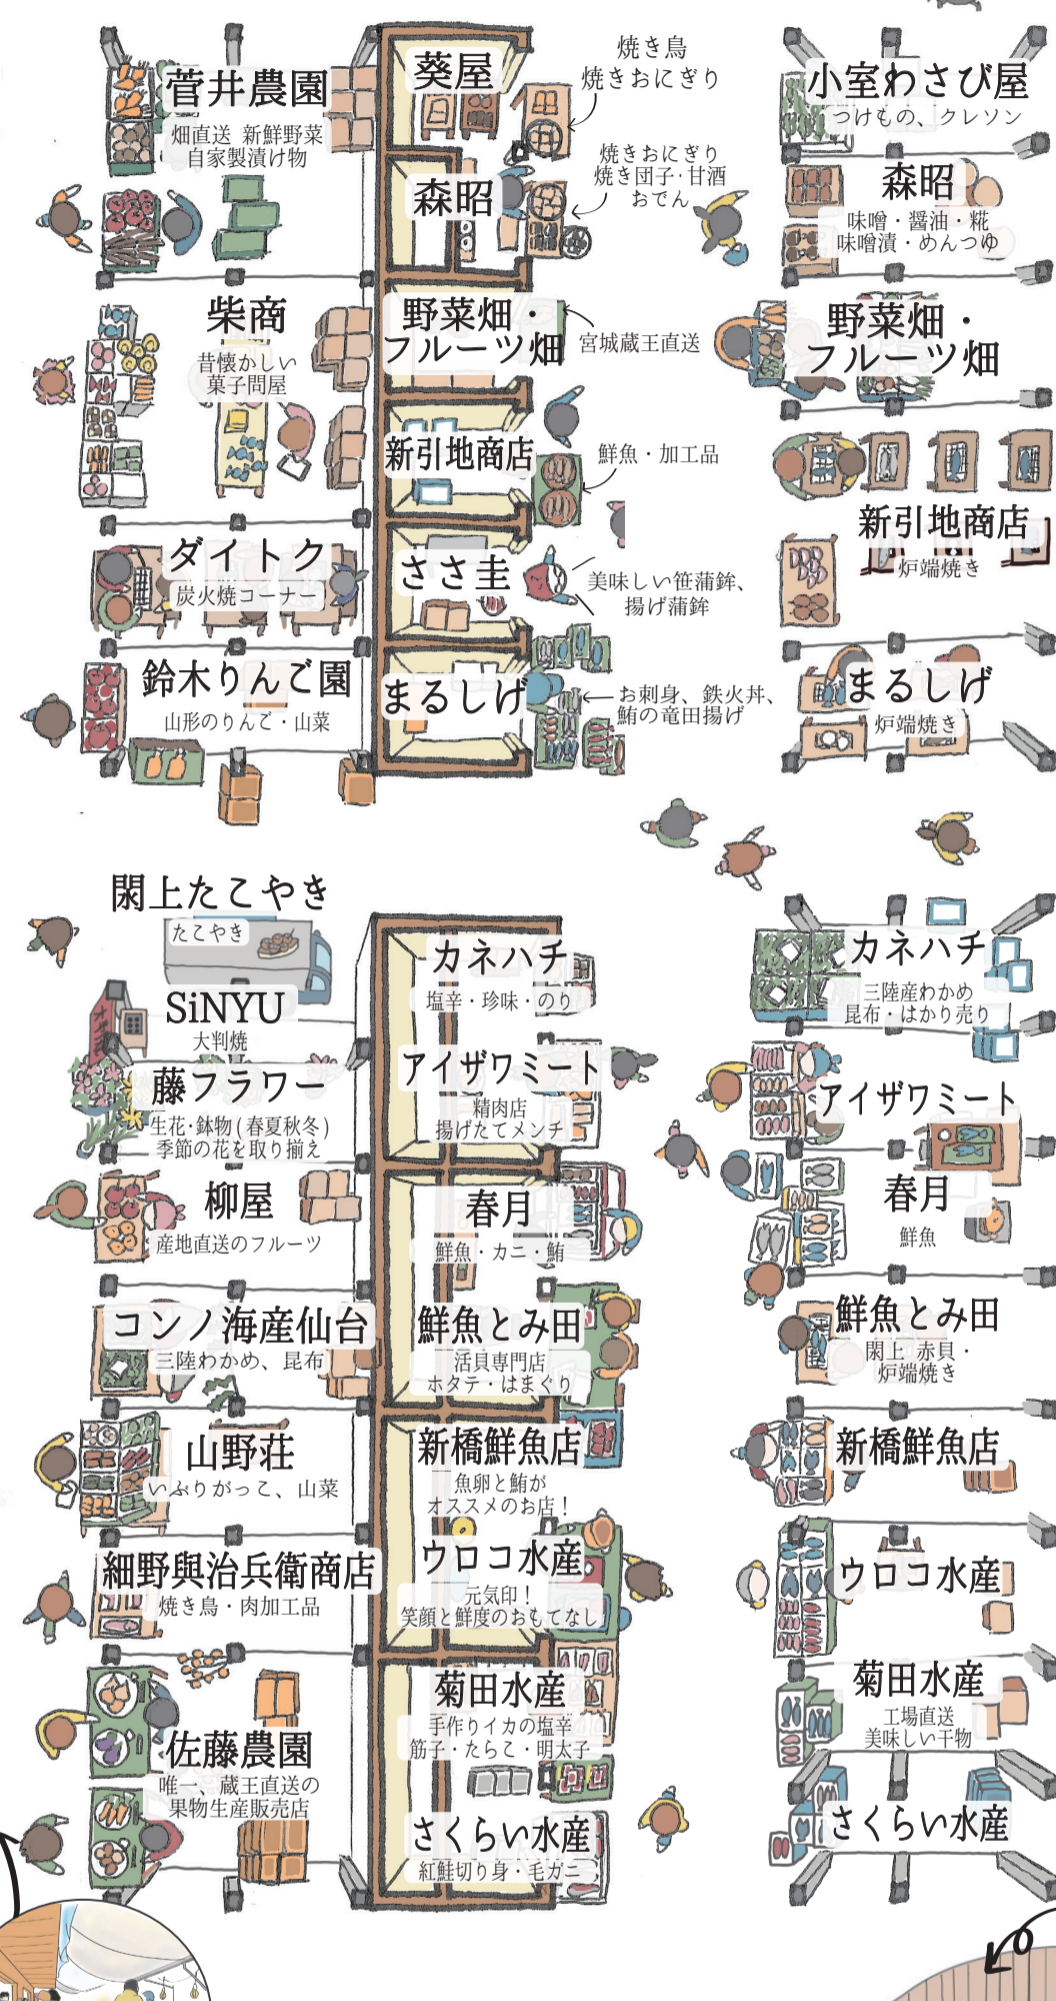 菅井農園
畑直送 新鮮野菜
自家製漬け物
柴商
昔懐かしい
菓子問屋
ダイトク
炭火焼コーナー
鈴木りんご園
山形のりんご・山菜
葵屋
焼き鳥
焼きおにぎり
森昭
焼きおにぎり
焼き団子・甘酒
おでん
野菜畑・
フルーツ畑
宮城蔵王直送
新引地商店
鮮魚・加工品
ささ圭
美味しい笹蒲鉾、
揚げ蒲鉾
まるしげ
お刺身、鉄火丼、
鮪の竜田揚げ
小室わさび屋
つけもの、クレソン
森昭
味噌・醤油・糀
味噌漬・めんつゆ
野菜畑・
フルーツ畑
新引地商店
炉端焼き
まるしげ
炉端焼き
閖上たこやき
たこやき
SiNYU
大判焼
藤フラワー
生花・鉢物(春夏秋冬)
季節の花を取り揃え
柳屋
産地直送のフルーツ
コンノ海産仙台
三陸わかめ、昆布
山野荘
いぶりがっこ、山菜
細野與治兵衛商店
焼き鳥・肉加工品
佐藤農園
唯一、蔵王直送の
果物生産販売店
カネハチ
塩辛・珍味・のり
アイザワミート
精肉店
揚げたてメンチ
春月
鮮魚・カニ・鮪
鮮魚とみ田
活貝専門店
ホタテ・はまぐり
新橋鮮魚店
魚卵と鮪が
オススメのお店！
ウロコ水産
元気印！
笑顔と鮮度のおもてなし
菊田水産
手作りイカの塩辛
筋子・たらこ・明太子
さくらい水産
紅鮭切り身・毛ガニ
カネハチ
三陸産わかめ
昆布・はかり売り
アイザワミート
春月
鮮魚
鮮魚とみ田
閖上 赤貝・
炉端焼き
新橋鮮魚店
ウロコ水産
菊田水産
工場直送
美味しい干物
さくらい水産